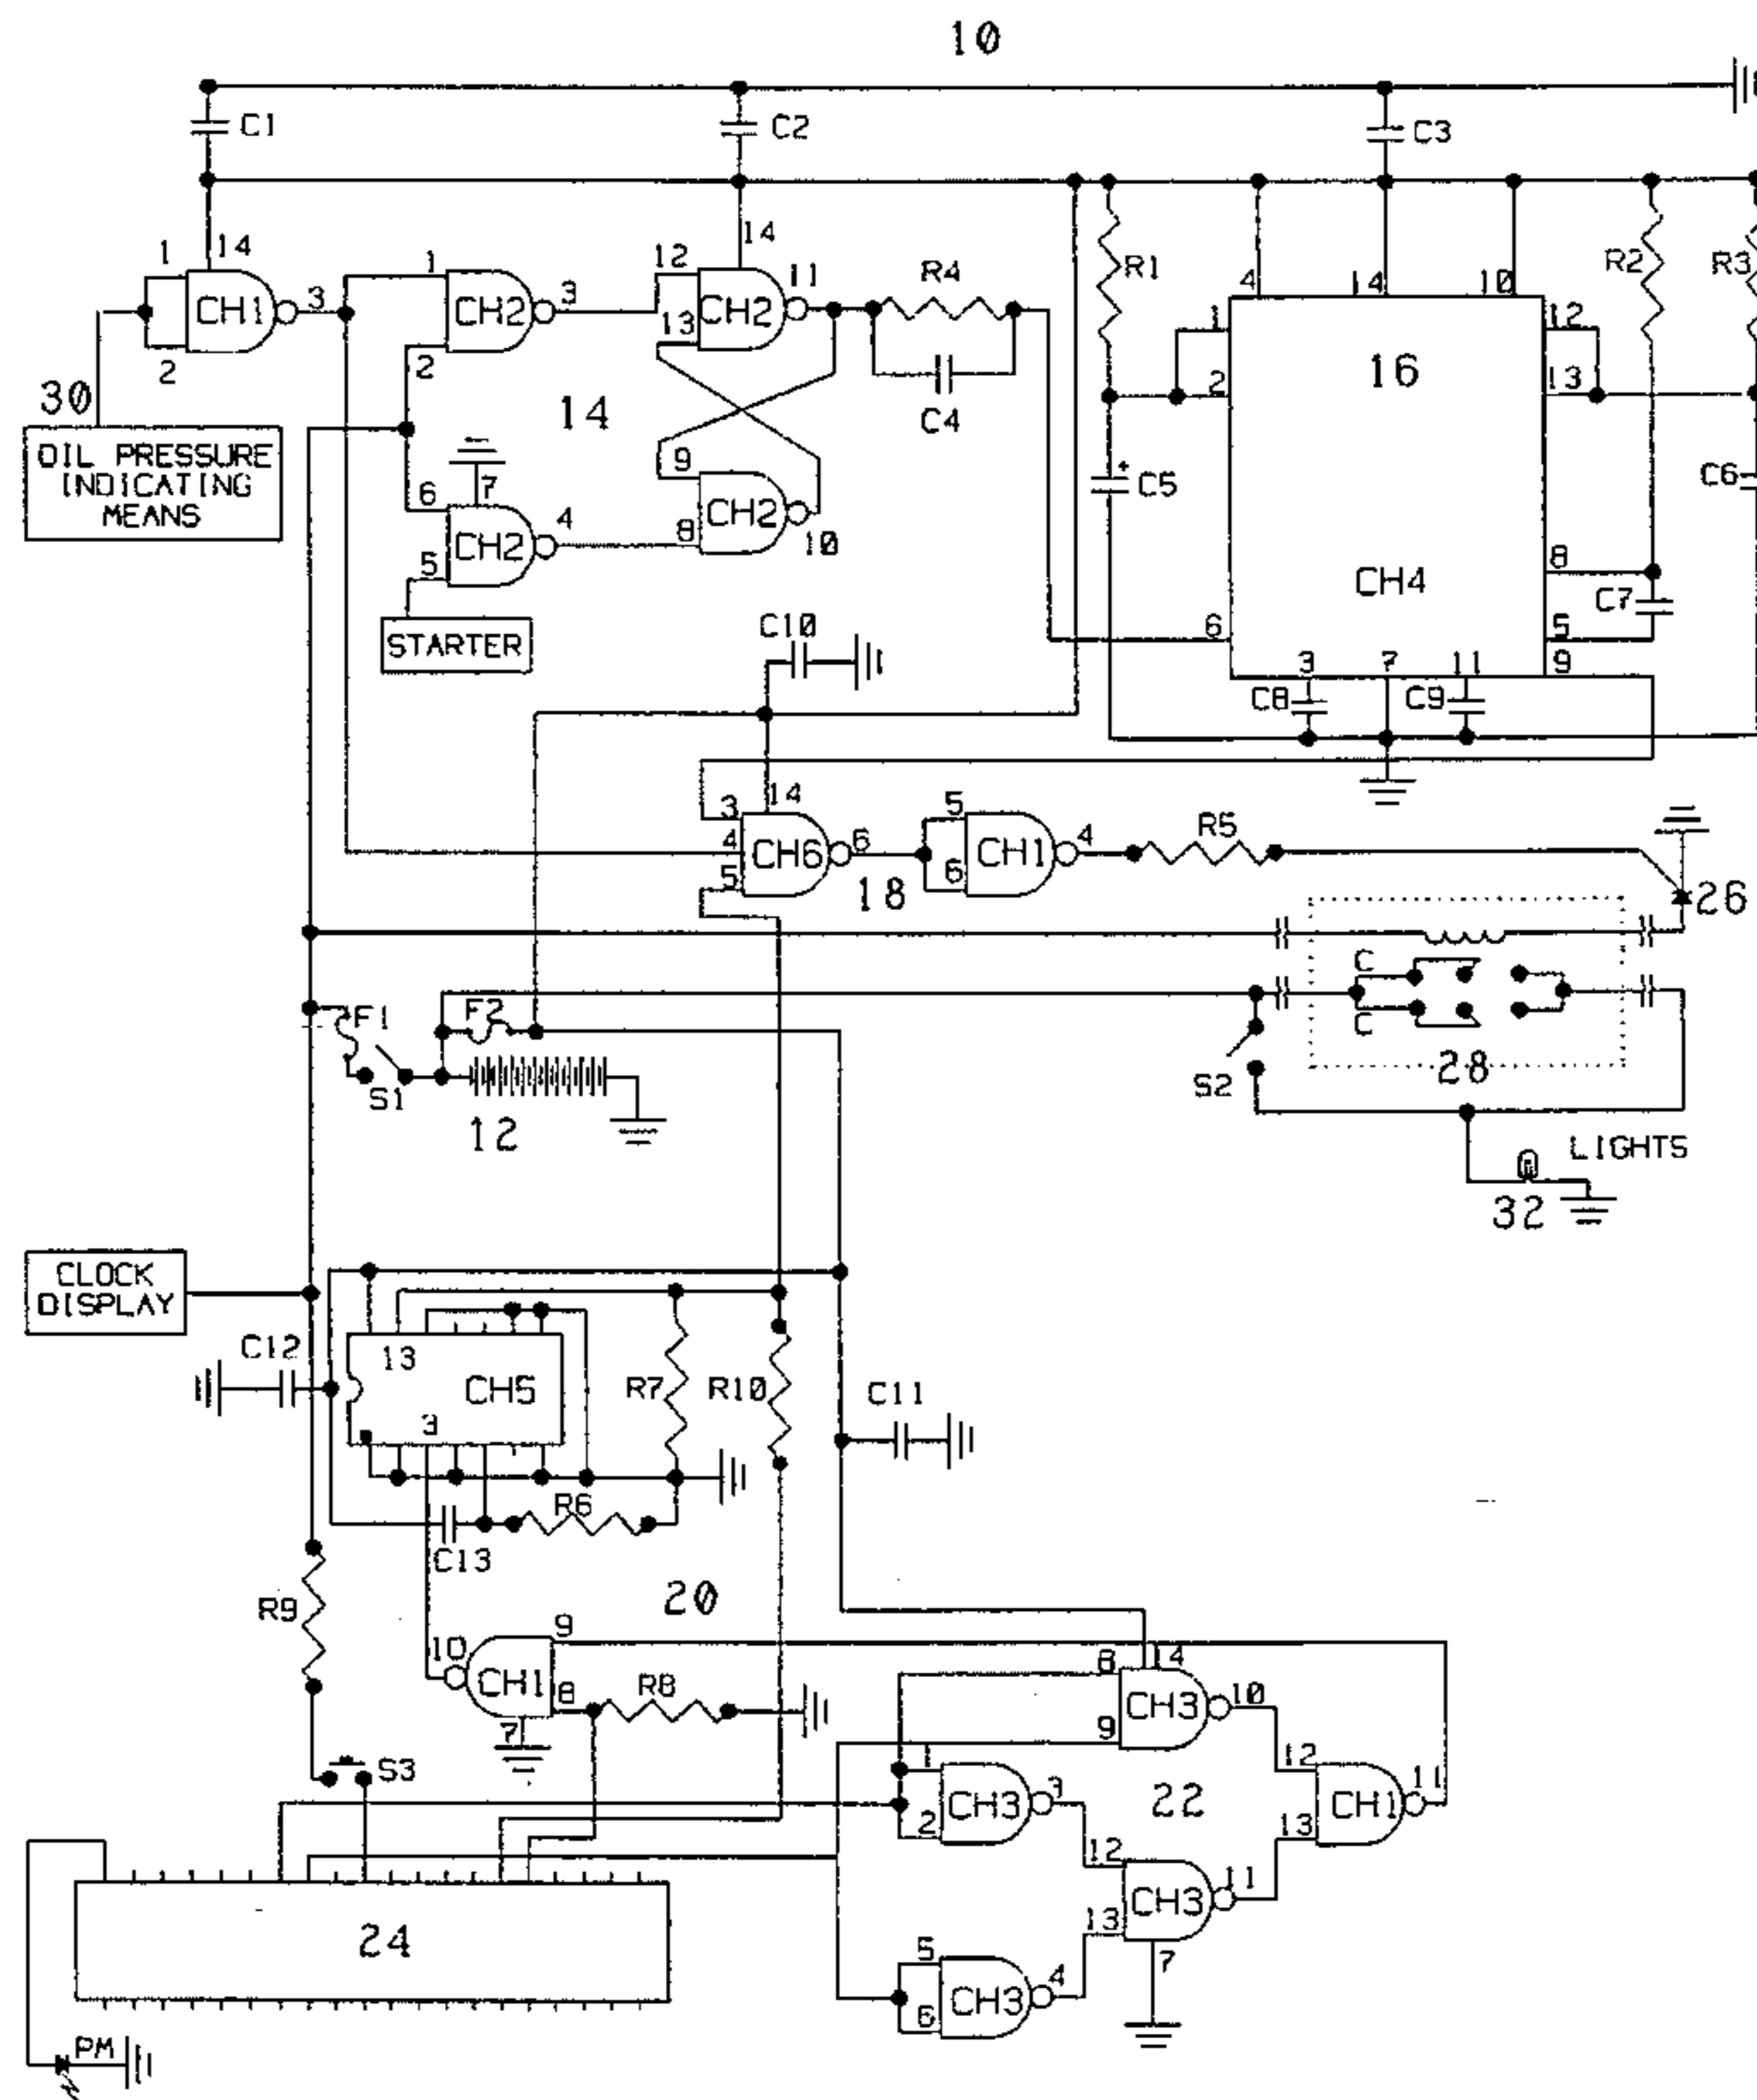 10
C1
C2
C3
1
14
3
1
3
12
14
11
R4
R1
R2
R3
CH1
CH2
CH2
2
2
13
4
14
10
1
12
2
13
16
30
14
C4
OIL PRESSURE
INDICATING
MEANS
6
7
4
9
8
CH2
CH2
10
5
C5
C6
CH4
8
C7
STARTER
C10
6
5
3
7
11
9
C8
C9
3
14
4
5
CH6
6
5
6
CH1
4
R5
18
26
F1
F2
S1
12
C
C
S2
28
LIGHTS
32
CLOCK
DISPLAY
C12
13
CH5
3
R7
R10
C11
R6
C13
R9
20
10
9
CH1
8
7
R8
8
14
CH3
10
9
S3
1
CH3
3
2
22
12
CH1
11
13
12
CH3
11
13
7
24
5
CH3
4
6
PM